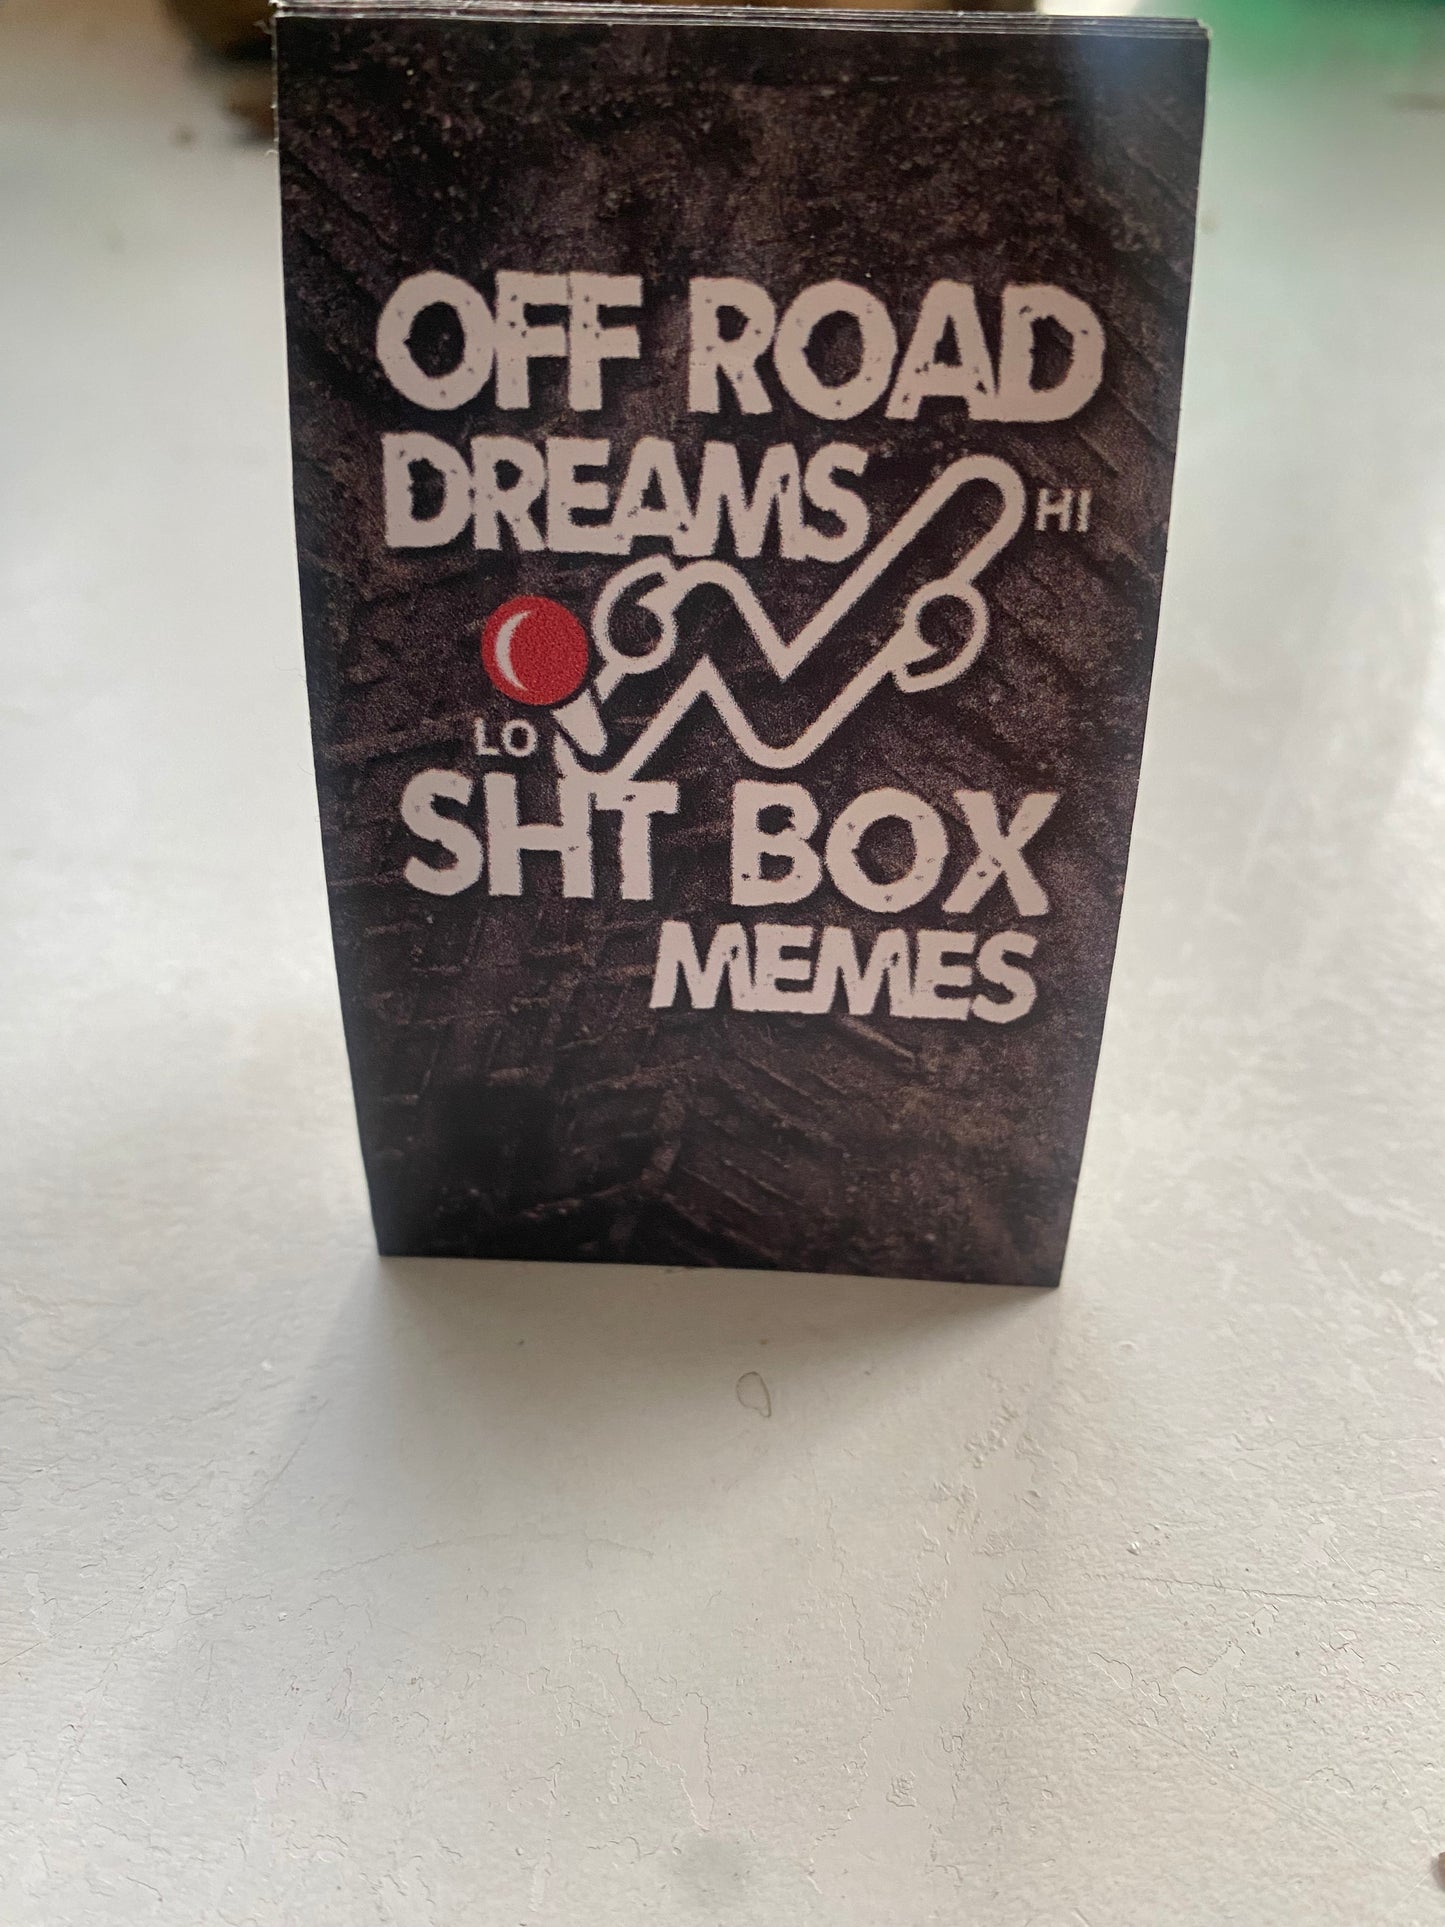 OFF ROAD
DREAMS
HI
LO
SHT BOX
MEMES